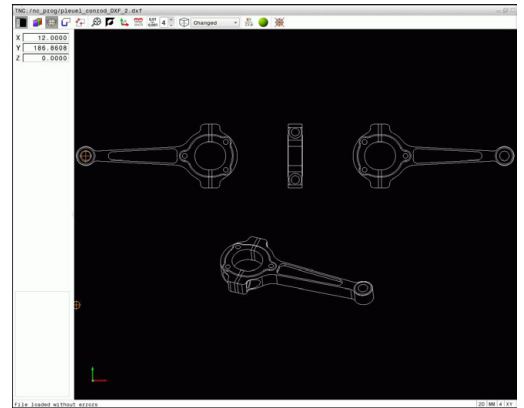 TNC:/nc_prog/pleuel_conrod_DXF_2.dxf
4 Changed
X 12.0000
Y 186.8608
Z 0.0000
File loaded without errors
2D MM 4 XY